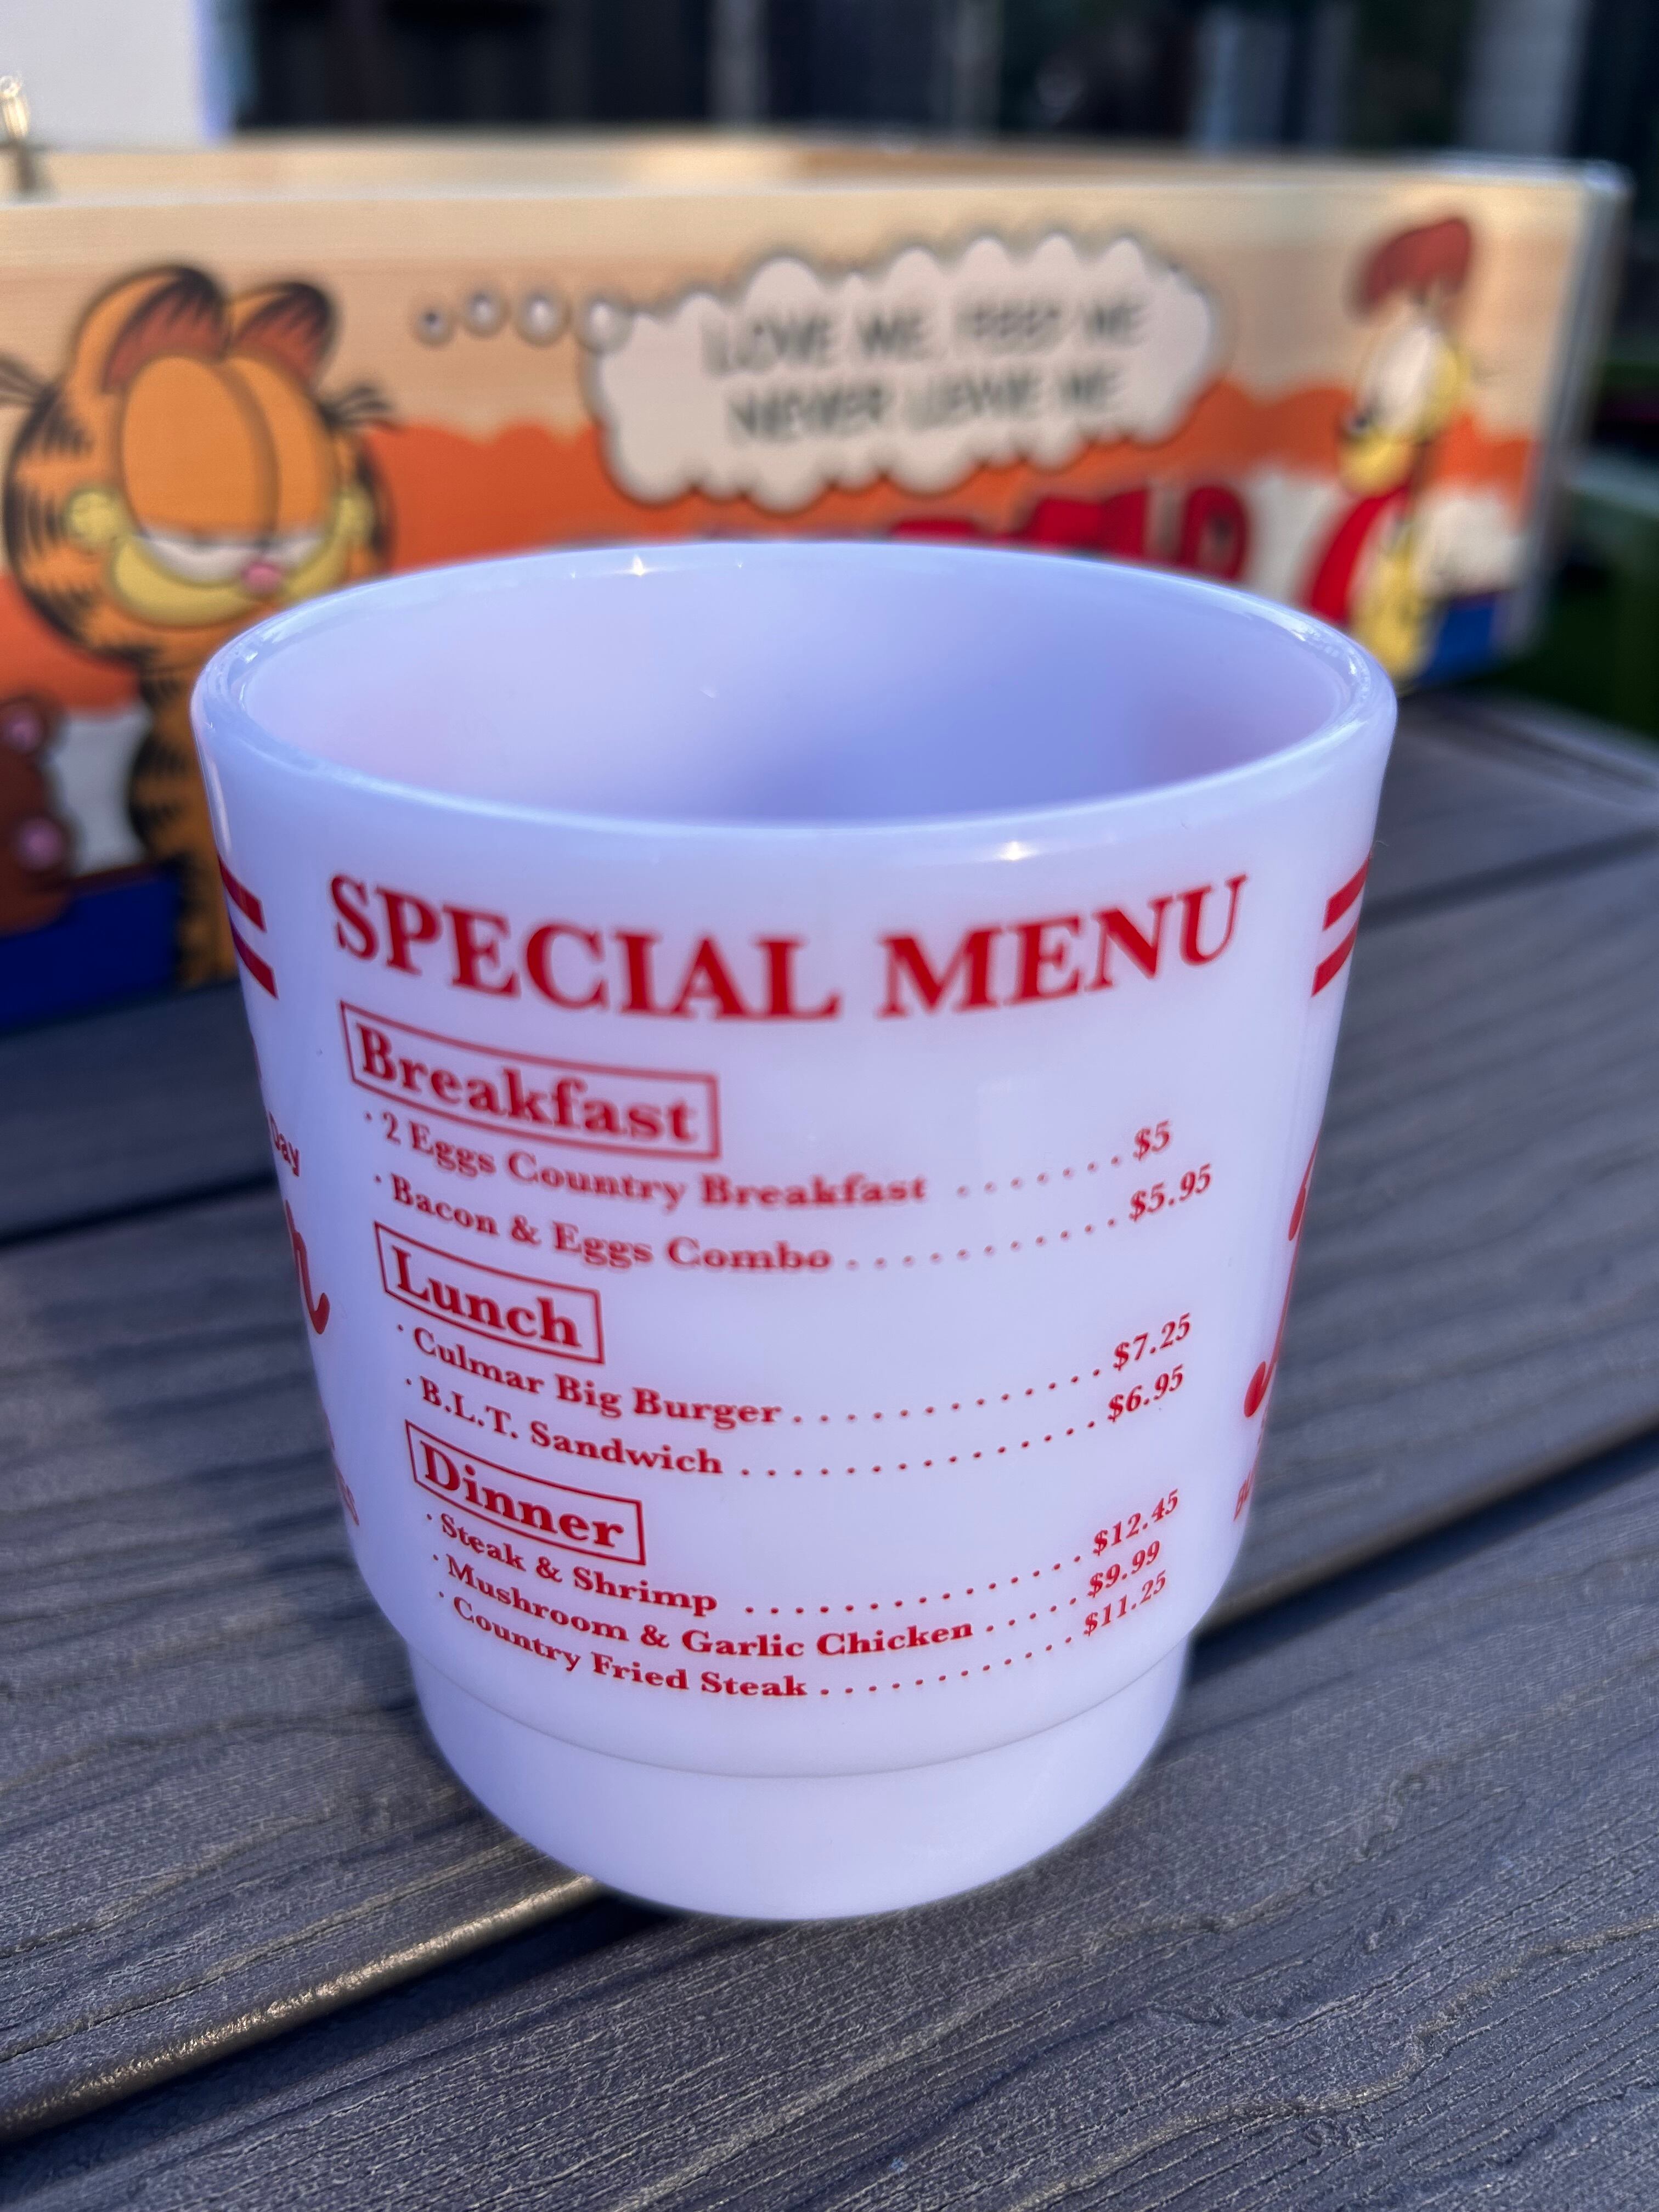 LOVE ME, FEED ME
NEVER LEAVE ME
SPECIAL MENU
Breakfast
· 2 Eggs Country Breakfast ....... $5
· Bacon & Eggs Combo ........... $5.95
Lunch
· Culmar Big Burger ............ $7.25
· B.L.T. Sandwich .............. $6.95
Dinner
· Steak & Shrimp ............... $12.45
· Mushroom & Garlic Chicken ..... $9.99
· Country Fried Steak ........... $11.25
Day